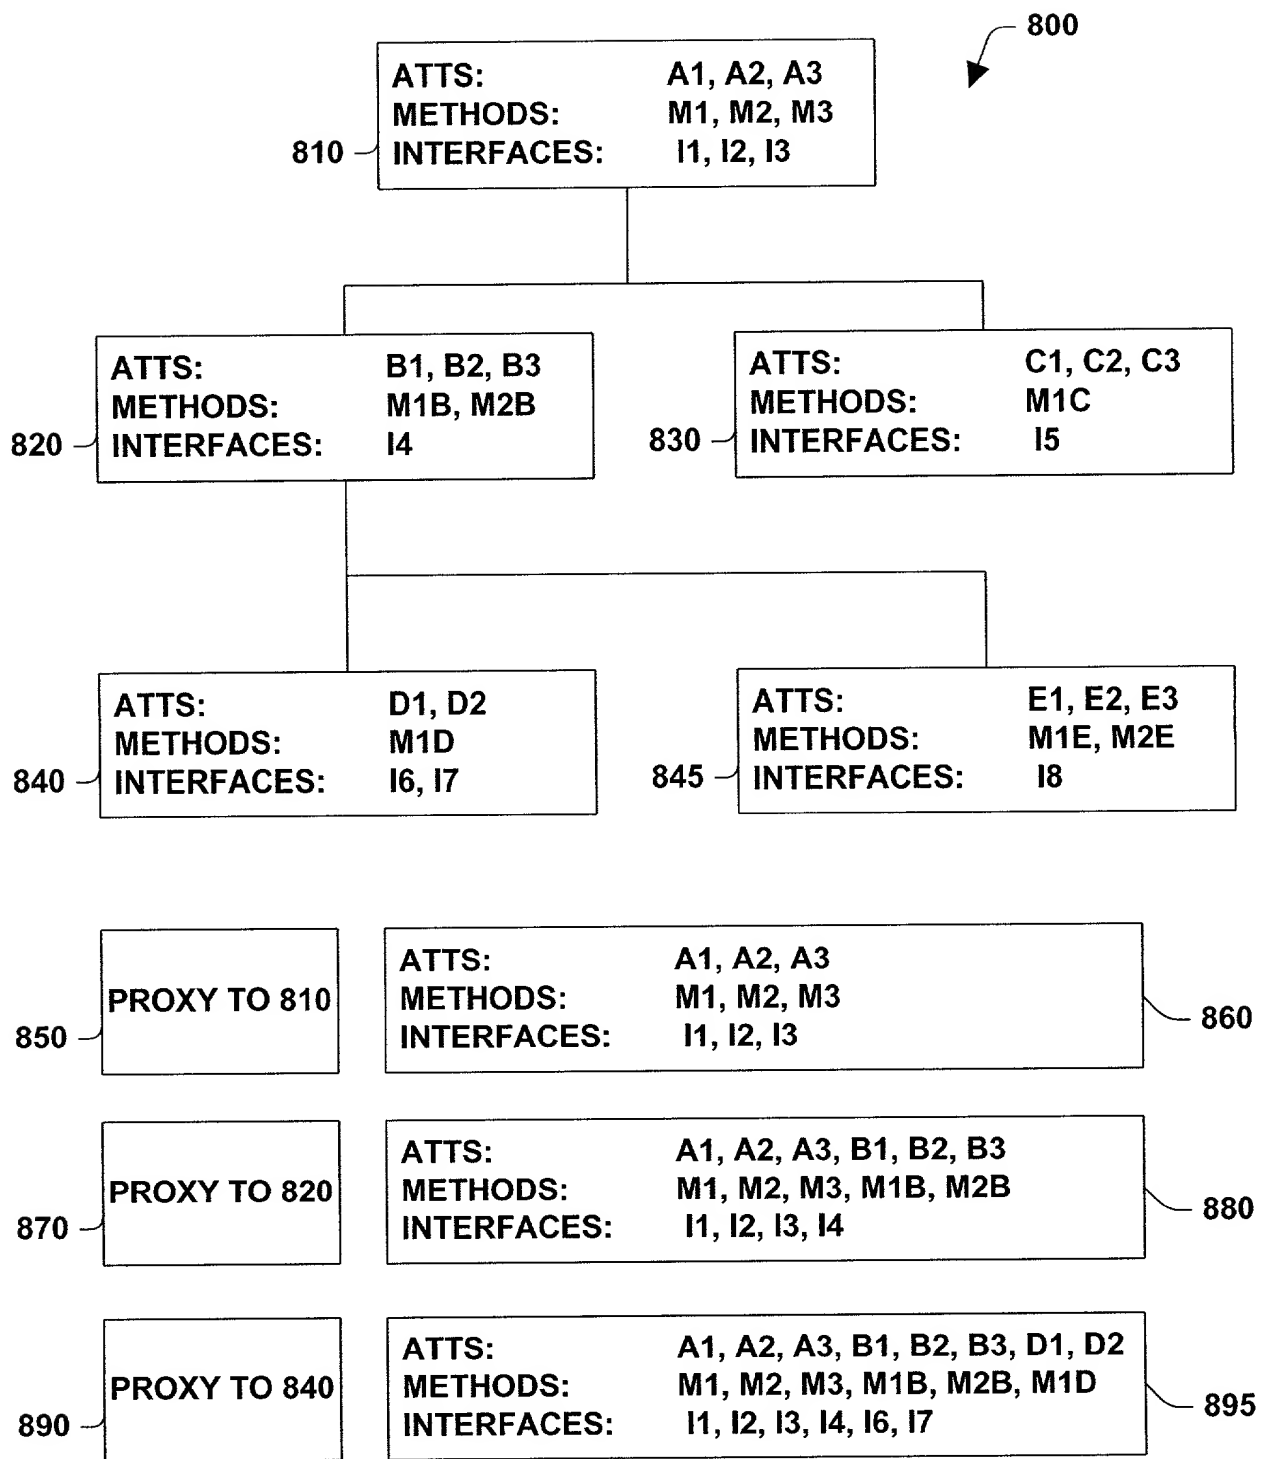 800
ATTS: A1, A2, A3
METHODS: M1, M2, M3
810 INTERFACES: I1, I2, I3
ATTS: B1, B2, B3
METHODS: M1B, M2B
820 INTERFACES: I4
ATTS: C1, C2, C3
METHODS: M1C
830 INTERFACES: I5
ATTS: D1, D2
METHODS: M1D
840 INTERFACES: I6, I7
ATTS: E1, E2, E3
METHODS: M1E, M2E
845 INTERFACES: I8
PROXY TO 810
850
ATTS: A1, A2, A3
METHODS: M1, M2, M3
INTERFACES: I1, I2, I3
860
PROXY TO 820
870
ATTS: A1, A2, A3, B1, B2, B3
METHODS: M1, M2, M3, M1B, M2B
INTERFACES: I1, I2, I3, I4
880
PROXY TO 840
890
ATTS: A1, A2, A3, B1, B2, B3, D1, D2
METHODS: M1, M2, M3, M1B, M2B, M1D
INTERFACES: I1, I2, I3, I4, I6, I7
895